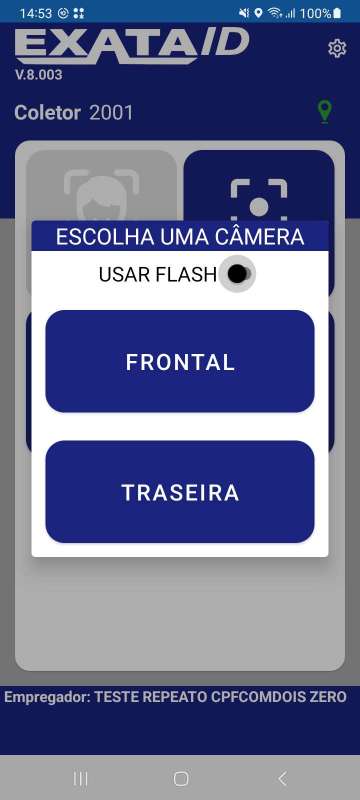 14:53
100%
EXATAID
V.8.003
Coletor 2001
ESCOLHA UMA CÂMERA
USAR FLASH
FRONTAL
TRASEIRA
Empregador: TESTE REPEATO CPFCOMDOIS ZERO